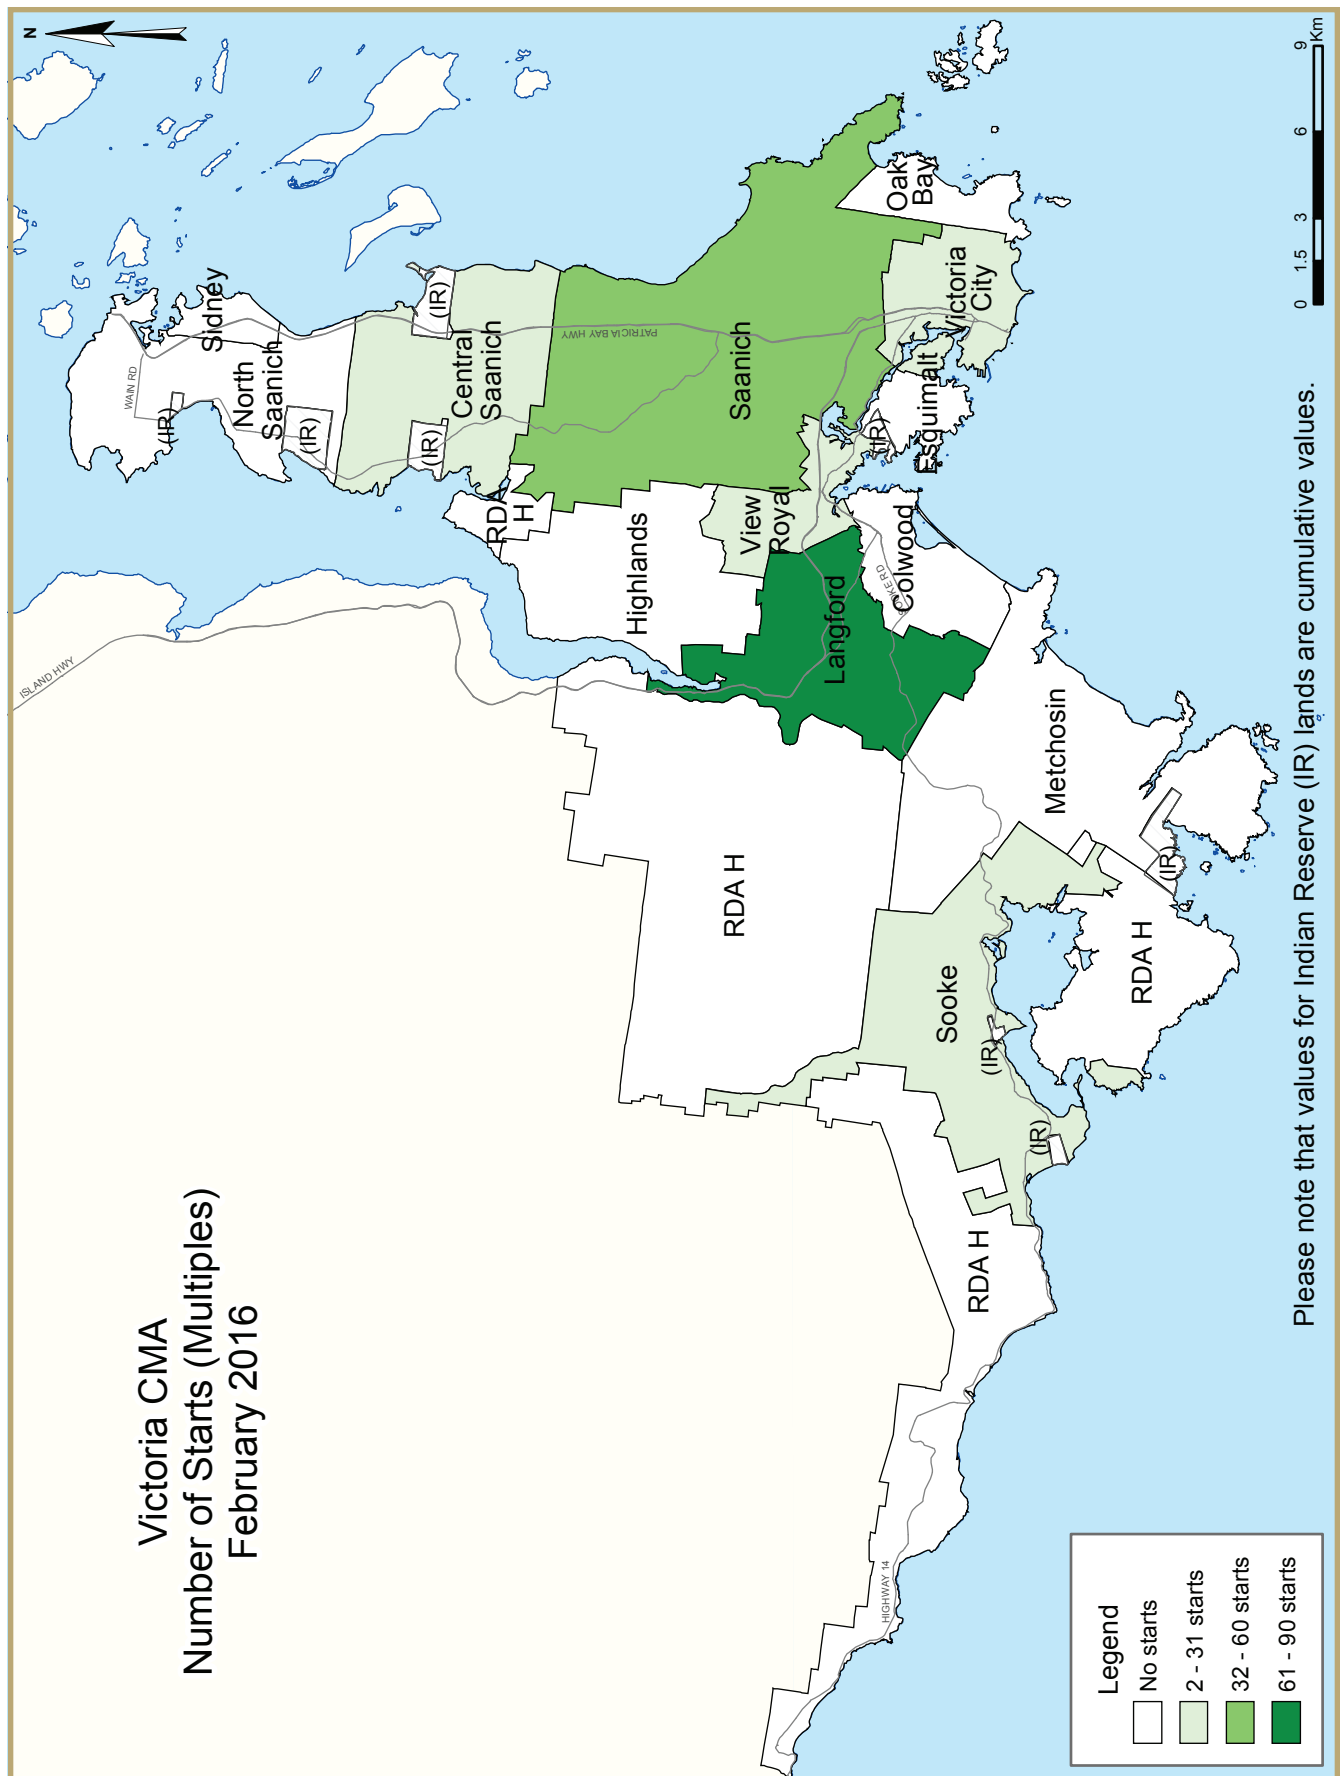 Victoria CMA
Number of Starts (Multiples)
February 2016
N
ISLAND HWY
WAIN RD
Sidney
North
Saanich
(IR)
(IR)
Central
Saanich
(IR)
(IR)
PATRICIA BAY HWY
RDA
H
Saanich
Highlands
View
Royal
Langford
Colwood
SOOKE RD
(IR)
Esquimalt
Victoria
City
Oak
Bay
RDA H
Metchosin
(IR)
RDA H
Sooke
(IR)
(IR)
RDA H
HIGHWAY 14
Legend
No starts
2 - 31 starts
32 - 60 starts
61 - 90 starts
0 1.5 3 6 9
Km
Please note that values for Indian Reserve (IR) lands are cumulative values.